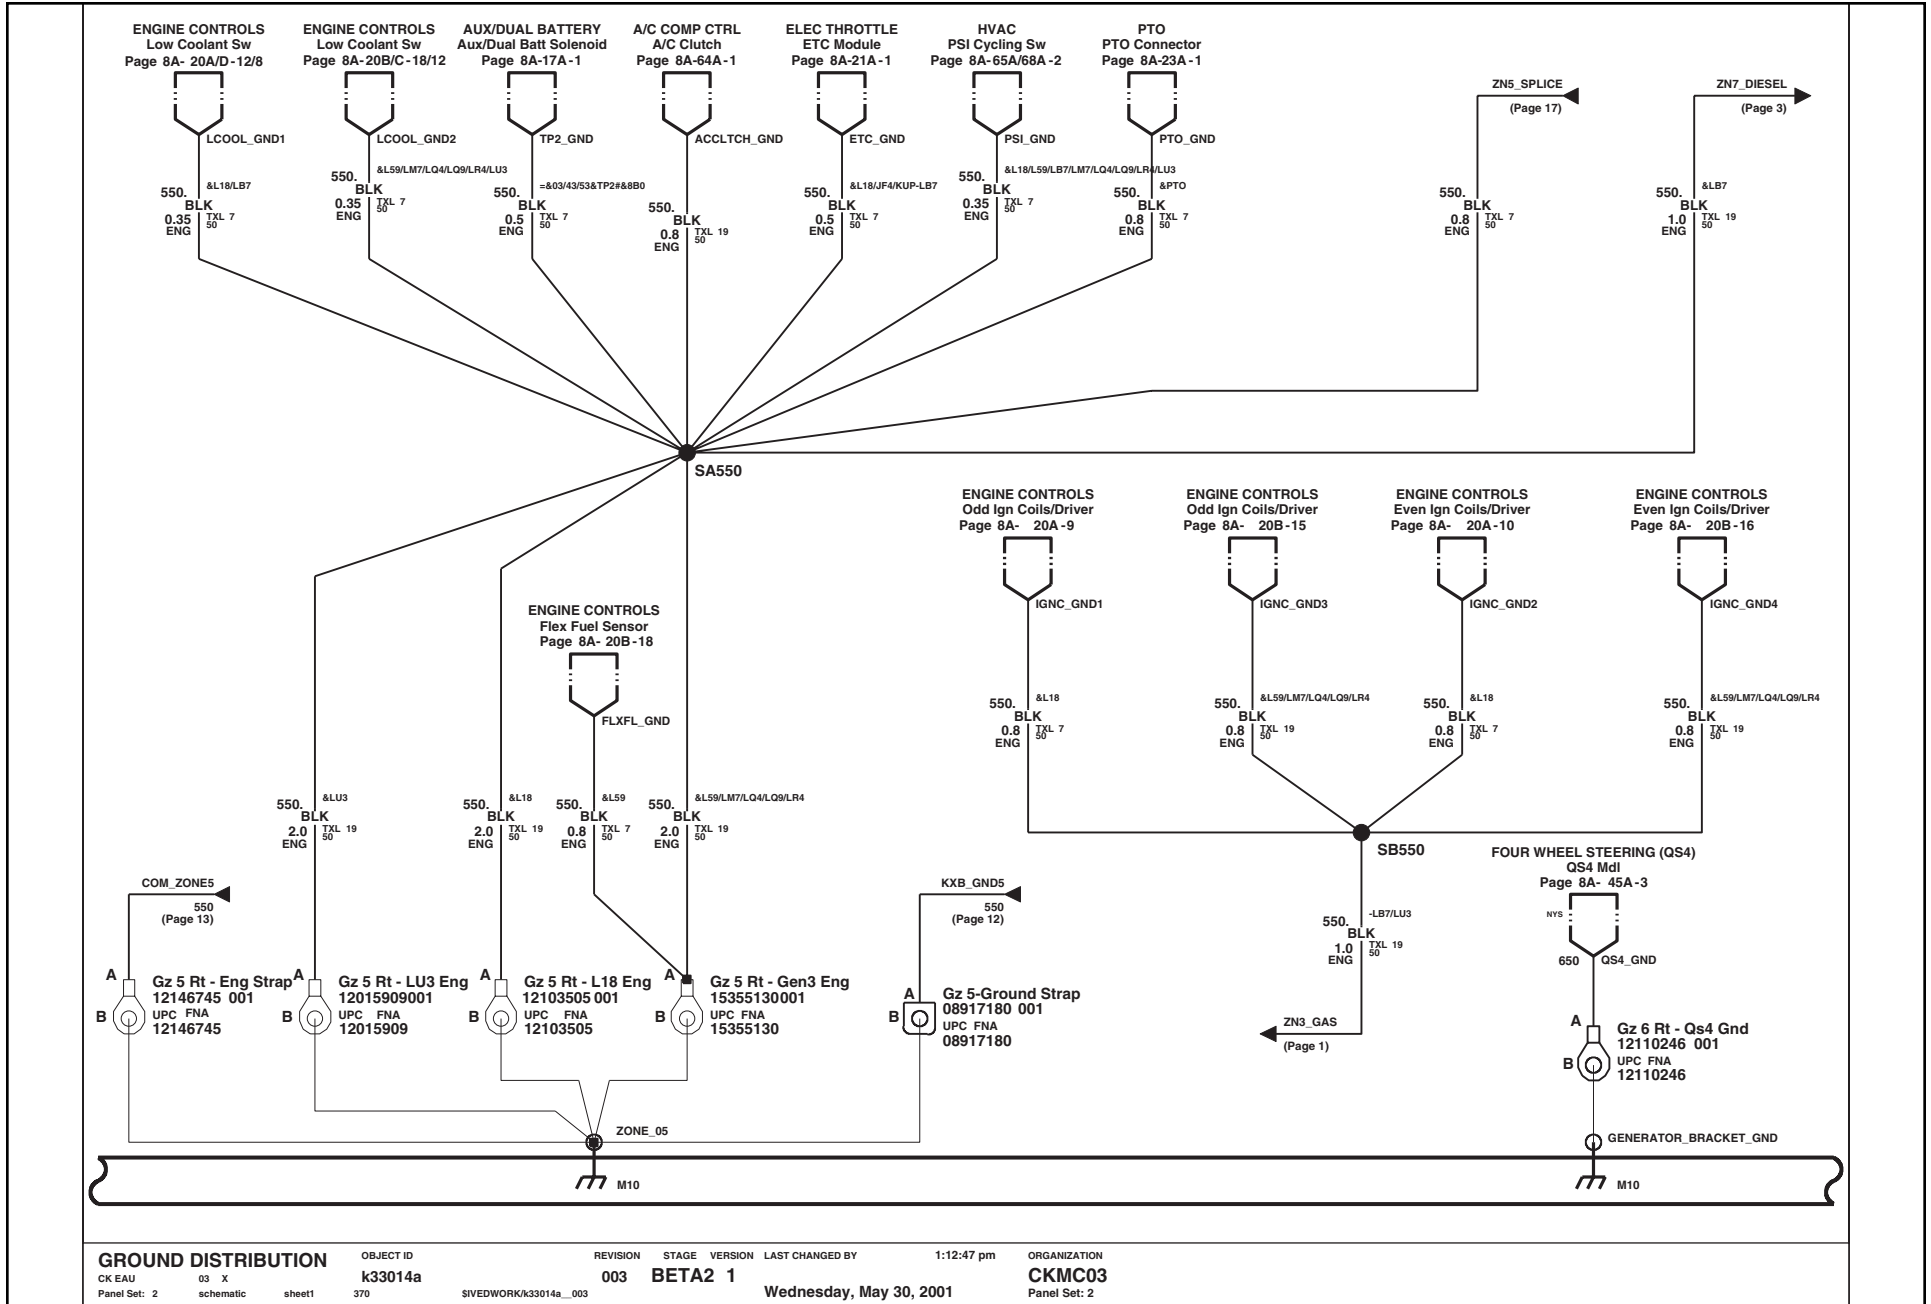 ENGINE CONTROLS
Low Coolant Sw
Page 8A- 20A/D-12/8
LCOOL_GND1
550.
&L18/LB7
BLK
0.35
TXL 7
50
ENG
ENGINE CONTROLS
Low Coolant Sw
Page 8A-20B/C-18/12
LCOOL_GND2
550.
&L59/LM7/LQ4/LQ9/LR4/LU3
BLK
0.35
TXL 7
50
ENG
AUX/DUAL BATTERY
Aux/Dual Batt Solenoid
Page 8A-17A-1
TP2_GND
550.
=&03/43/53&TP2#&8B0
BLK
0.5
TXL 7
50
ENG
A/C COMP CTRL
A/C Clutch
Page 8A-64A-1
ACCLTCH_GND
550.
BLK
0.8
TXL 19
50
ENG
ELEC THROTTLE
ETC Module
Page 8A-21A-1
ETC_GND
550.
&L18/JF4/KUP-LB7
BLK
0.5
TXL 7
50
ENG
HVAC
PSI Cycling Sw
Page 8A-65A/68A-2
PSI_GND
550.
&L18/L59/LB7/LM7/LQ4/LQ9/LR4/LU3
BLK
0.35
TXL 7
50
ENG
PTO
PTO Connector
Page 8A-23A-1
PTO_GND
550.
&PTO
BLK
0.8
TXL 7
50
ENG
ZN5_SPLICE
(Page 17)
550.
BLK
0.8
TXL 7
50
ENG
ZN7_DIESEL
(Page 3)
550.
&LB7
BLK
1.0
TXL 19
50
ENG
SA550
ENGINE CONTROLS
Odd Ign Coils/Driver
Page 8A- 20A-9
IGNC_GND1
550.
&L18
BLK
0.8
TXL 7
50
ENG
ENGINE CONTROLS
Odd Ign Coils/Driver
Page 8A- 20B-15
IGNC_GND3
550.
&L59/LM7/LQ4/LQ9/LR4
BLK
0.8
TXL 19
50
ENG
ENGINE CONTROLS
Even Ign Coils/Driver
Page 8A- 20A-10
IGNC_GND2
550.
&L18
BLK
0.8
TXL 7
50
ENG
ENGINE CONTROLS
Even Ign Coils/Driver
Page 8A- 20B-16
IGNC_GND4
550.
&L59/LM7/LQ4/LQ9/LR4
BLK
0.8
TXL 19
50
ENG
ENGINE CONTROLS
Flex Fuel Sensor
Page 8A- 20B-18
FLXFL_GND
550.
&LU3
BLK
2.0
TXL 19
50
ENG
550.
&L18
BLK
2.0
TXL 19
50
ENG
550.
&L59
BLK
0.8
TXL 7
50
ENG
550.
&L59/LM7/LQ4/LQ9/LR4
BLK
2.0
TXL 19
50
ENG
SB550
550.
-LB7/LU3
BLK
1.0
TXL 19
50
ENG
ZN3_GAS
(Page 1)
FOUR WHEEL STEERING (QS4)
QS4 Mdl
Page 8A- 45A-3
NYS
650
QS4_GND
COM_ZONE5
550
(Page 13)
KXB_GND5
550
(Page 12)
A
B
Gz 5 Rt - Eng Strap
12146745 001
UPC FNA
12146745
A
B
Gz 5 Rt - LU3 Eng
12015909001
UPC FNA
12015909
A
B
Gz 5 Rt - L18 Eng
12103505 001
UPC FNA
12103505
A
B
Gz 5 Rt - Gen3 Eng
15355130001
UPC FNA
15355130
A
B
Gz 5-Ground Strap
08917180 001
UPC FNA
08917180
A
B
Gz 6 Rt - Qs4 Gnd
12110246 001
UPC FNA
12110246
ZONE_05
GENERATOR_BRACKET_GND
M10
M10
GROUND DISTRIBUTION
CK EAU 03 X
Panel Set: 2 schematic sheet1 370
OBJECT ID
k33014a
$IVEDWORK/k33014a__003
REVISION
003
STAGE VERSION
BETA2 1
LAST CHANGED BY
1:12:47 pm
Wednesday, May 30, 2001
ORGANIZATION
CKMC03
Panel Set: 2